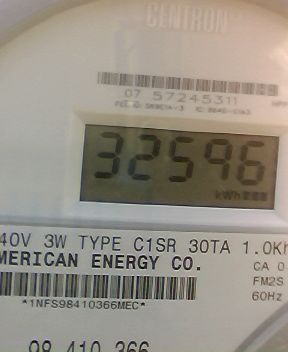 CENTRON
07 57245311
32596
kWh
40V 3W TYPE C1SR 30TA 1.0Kh
MERICAN ENERGY CO.
CA 0
FM2S
60Hz
*1NFS98410366MEC*
98 410 366